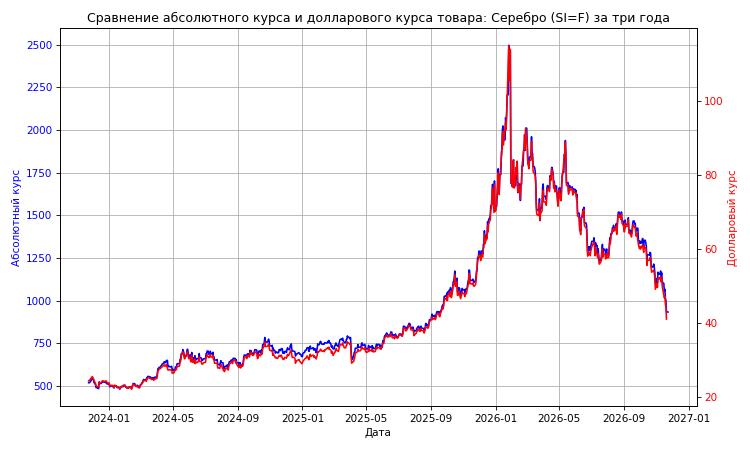 Сравнение абсолютного курса и долларового курса товара: Серебро (SI=F) за три года
2500
2250
2000
1750
1500
1250
1000
750
500
Абсолютный курс
100
80
60
40
20
Долларовый курс
2024-01 2024-05 2024-09 2025-01 2025-05 2025-09 2026-01 2026-05 2026-09 2027-01
Дата